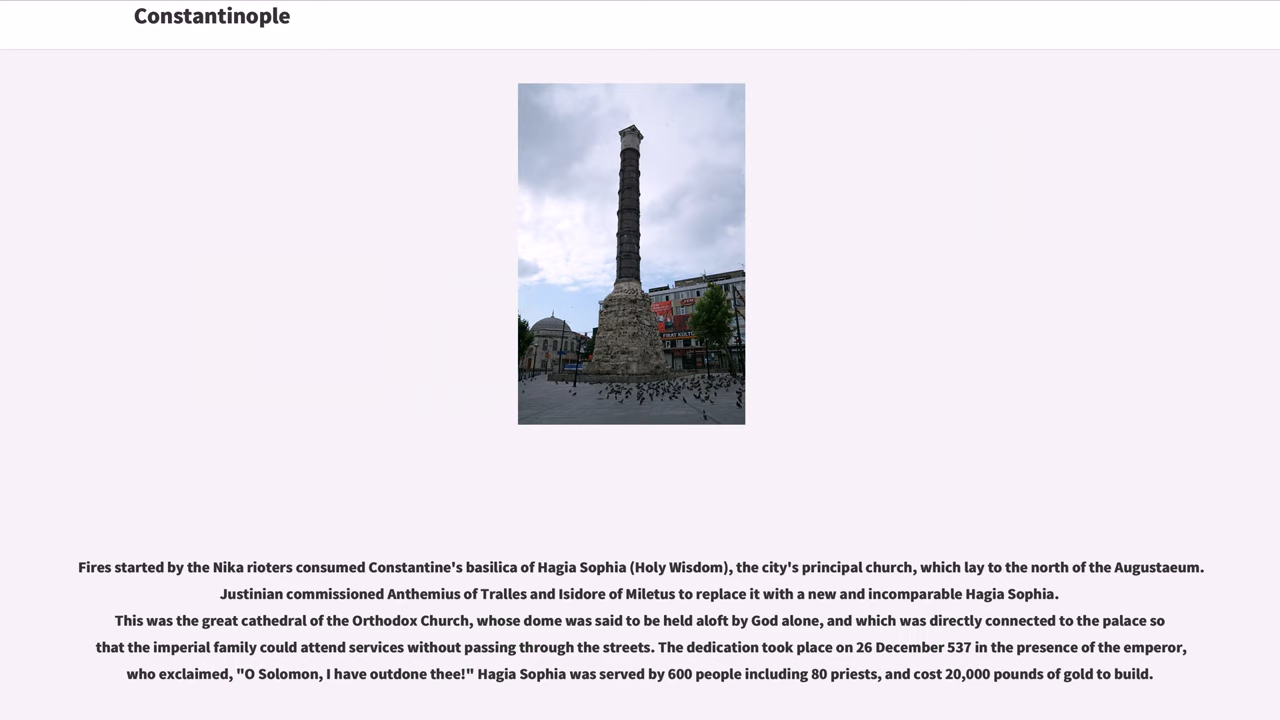 Constantinople
FIRAT KÜLTÜ
Fires started by the Nika rioters consumed Constantine's basilica of Hagia Sophia (Holy Wisdom), the city's principal church, which lay to the north of the Augustaeum.
Justinian commissioned Anthemius of Tralles and Isidore of Miletus to replace it with a new and incomparable Hagia Sophia.
This was the great cathedral of the Orthodox Church, whose dome was said to be held aloft by God alone, and which was directly connected to the palace so
that the imperial family could attend services without passing through the streets. The dedication took place on 26 December 537 in the presence of the emperor,
who exclaimed, "O Solomon, I have outdone thee!" Hagia Sophia was served by 600 people including 80 priests, and cost 20,000 pounds of gold to build.